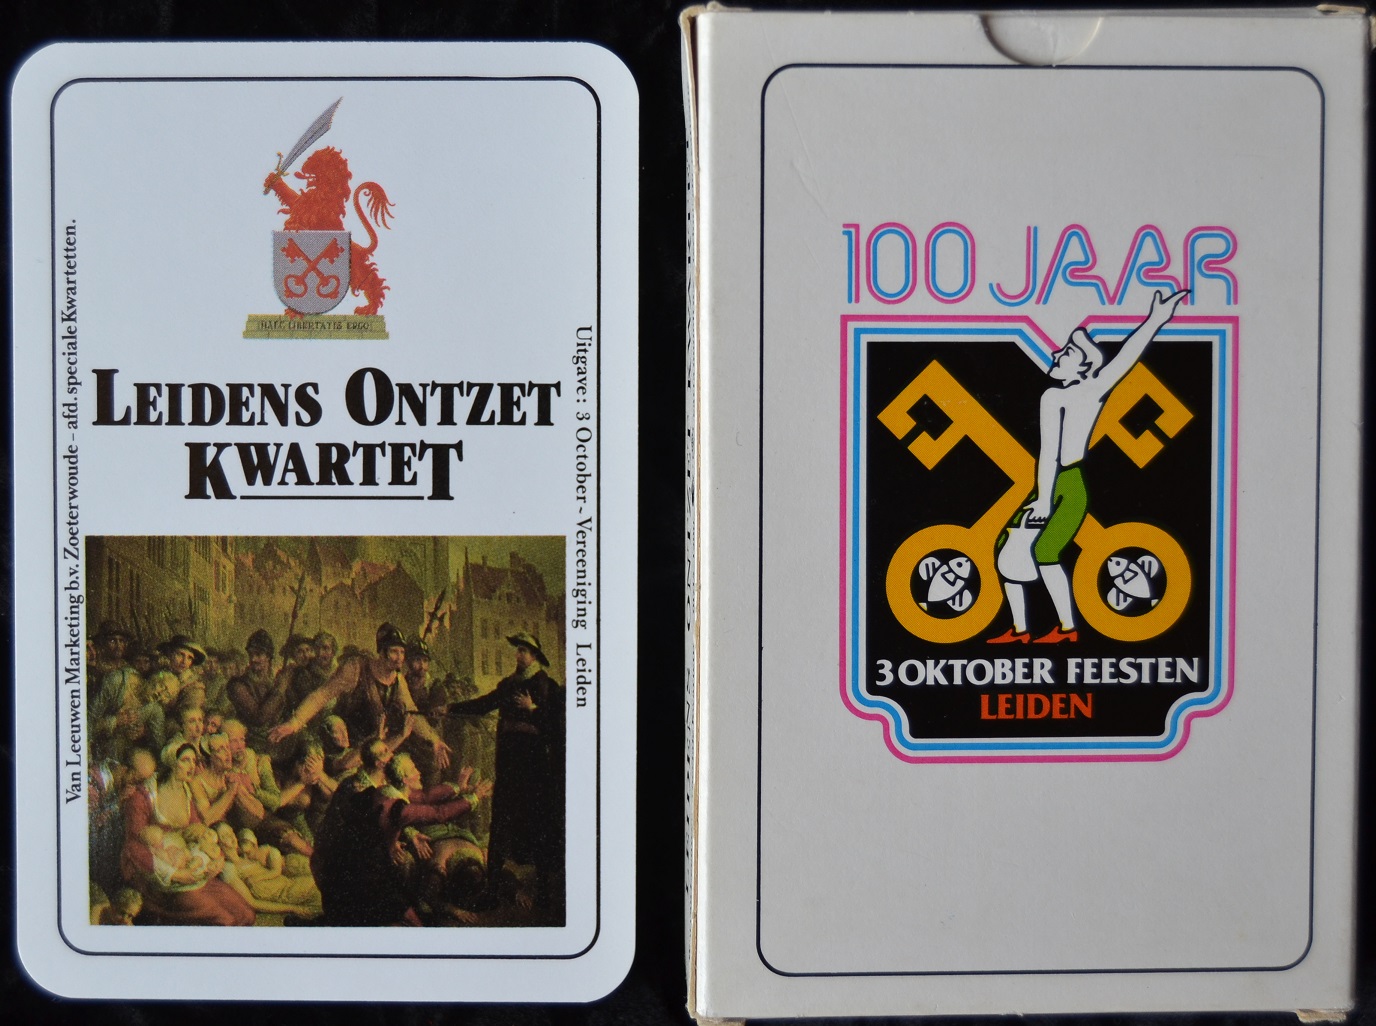 HAEC LIBERTATIS ERGO
LEIDENS ONTZET
KWARTET
Van Leeuwen Marketing b.v. Zoeterwoude - afd. speciale Kwartetten.
Uitgave: 3 October - Vereeniging Leiden
100 JAAR
3 OKTOBER FEESTEN
LEIDEN